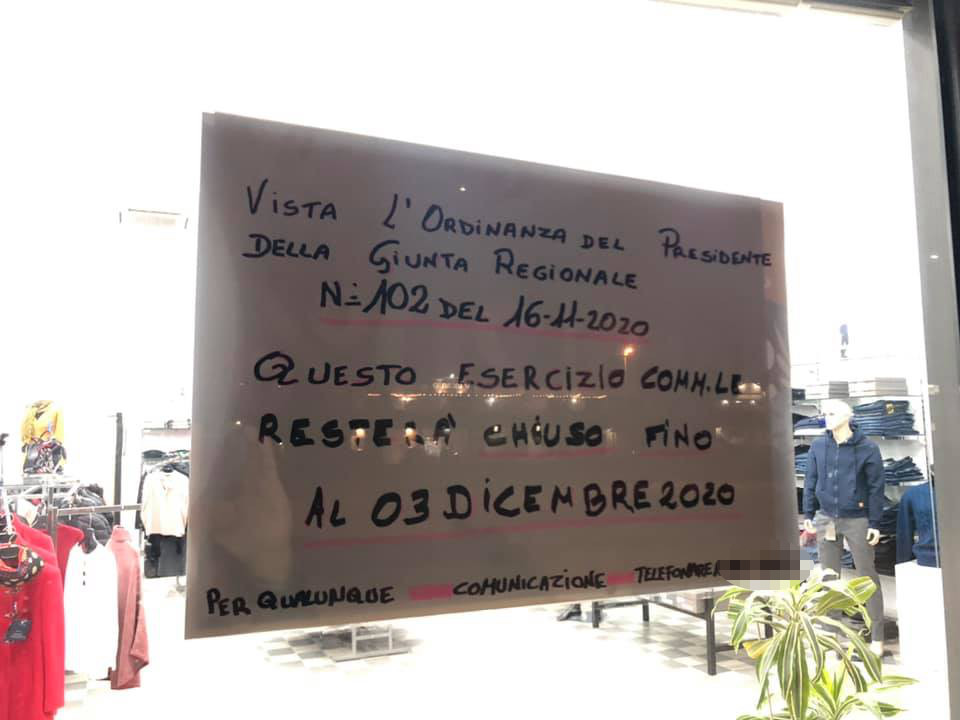 VISTA L'ORDINANZA DEL PRESIDENTE
DELLA GIUNTA REGIONALE
N=102 DEL 16-11-2020
QUESTO ESERCIZIO COMM.LE
RESTERA' CHIUSO FINO
AL 03 DICEMBRE 2020
PER QUALUNQUE COMUNICAZIONE TELEFONARE